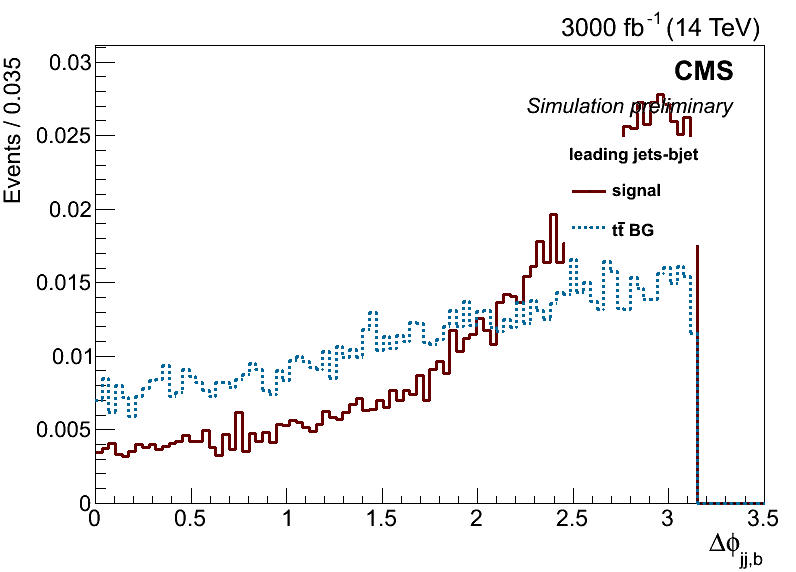 3000 fb⁻¹ (14 TeV)
CMS
Simulation preliminary
leading jets-bjet
signal
tt̄ BG
Events / 0.035
0.03
0.025
0.02
0.015
0.01
0.005
0
0 0.5 1 1.5 2 2.5 3 3.5
Δϕjj,b